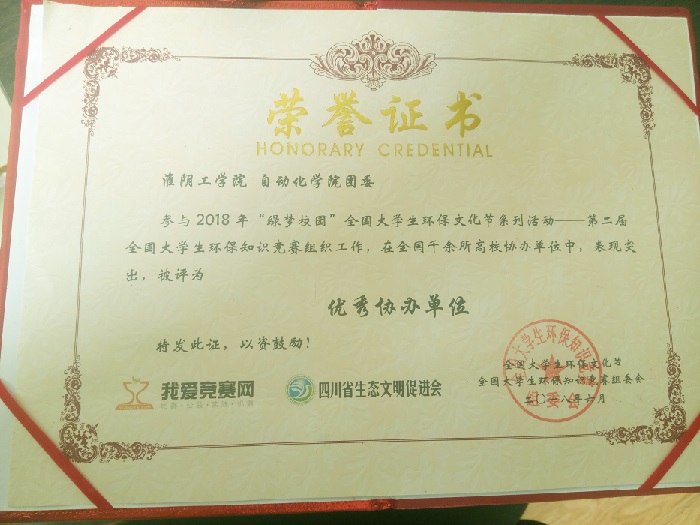 荣誉证书
HONORARY CREDENTIAL
淮阴工学院 自动化学院团委
参与2018年“绿梦校园”全国大学生环保文化节系列活动——第二届
全国大学生环保知识竞赛组织工作，在全国千余所高校协办单位中，表现突
出，被评为
优秀协办单位
特发此证，以资鼓励！
我爱竞赛网
四川省生态文明促进会
全国大学生环保文化节
全国大学生环保知识竞赛组委会
二〇一八年六月